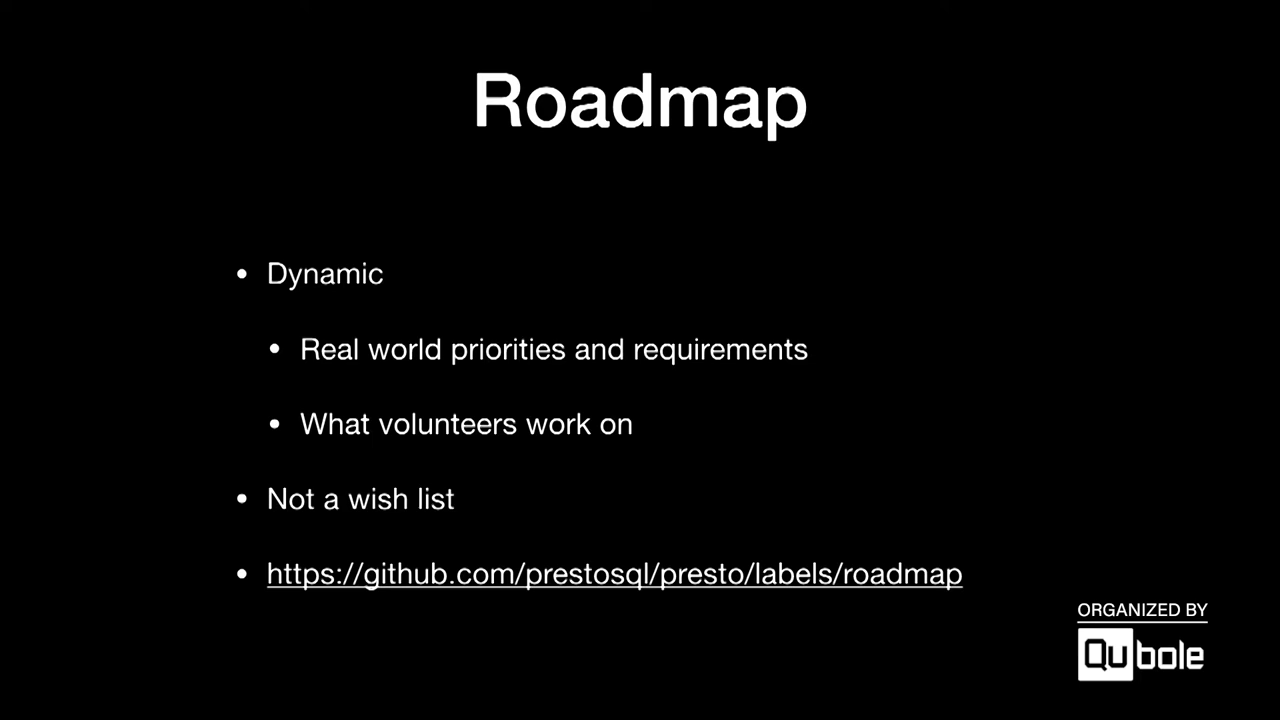 Roadmap
• Dynamic
• Real world priorities and requirements
• What volunteers work on
• Not a wish list
• https://github.com/prestosql/presto/labels/roadmap
ORGANIZED BY
Qubole